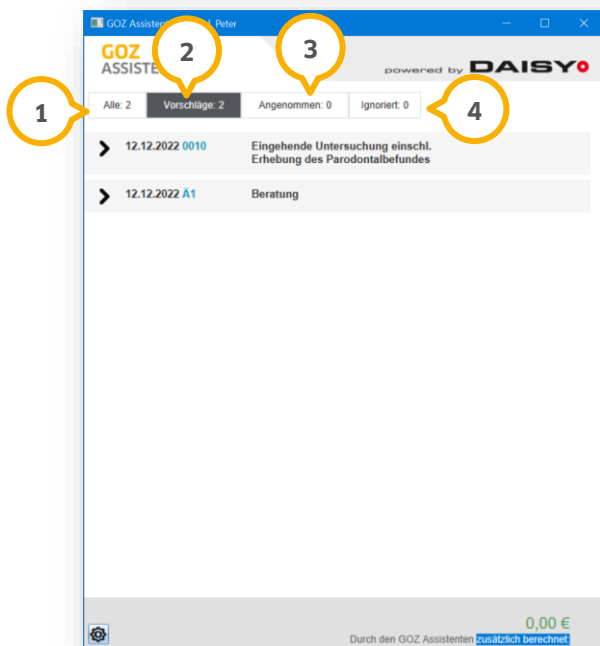 GOZ Assistent Peter
GOZ
ASSISTE
powered by DAISY
1
2
3
4
Alle: 2 Vorschläge: 2 Angenommen: 0 Ignoriert: 0
12.12.2022 0010 Eingehende Untersuchung einschl.
Erhebung des Parodontalbefundes
12.12.2022 Ä1 Beratung
0,00 €
Durch den GOZ Assistenten zusätzlich berechnet